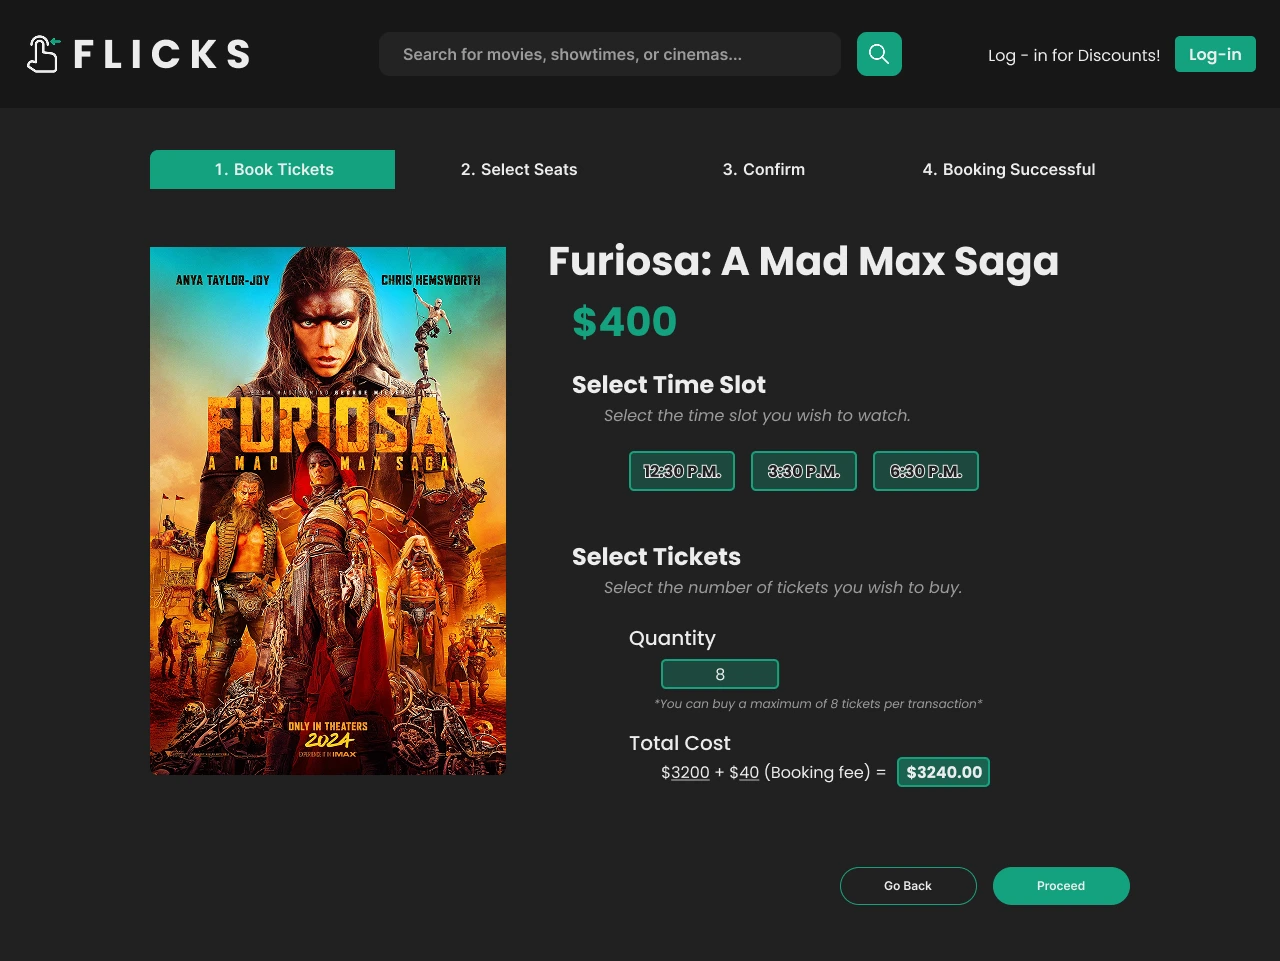 FLICKS
Search for movies, showtimes, or cinemas...
Log - in for Discounts!
Log-in
1. Book Tickets
2. Select Seats
3. Confirm
4. Booking Successful
ANYA TAYLOR-JOY
CHRIS HEMSWORTH
FURIOSA
A MAD MAX SAGA
ONLY IN THEATERS
2024
EXPERIENCE IT IN IMAX
Furiosa: A Mad Max Saga
$400
Select Time Slot
Select the time slot you wish to watch.
12:30 P.M.
3:30 P.M.
6:30 P.M.
Select Tickets
Select the number of tickets you wish to buy.
Quantity
8
*You can buy a maximum of 8 tickets per transaction*
Total Cost
$3200 + $40 (Booking fee) = $3240.00
Go Back
Proceed